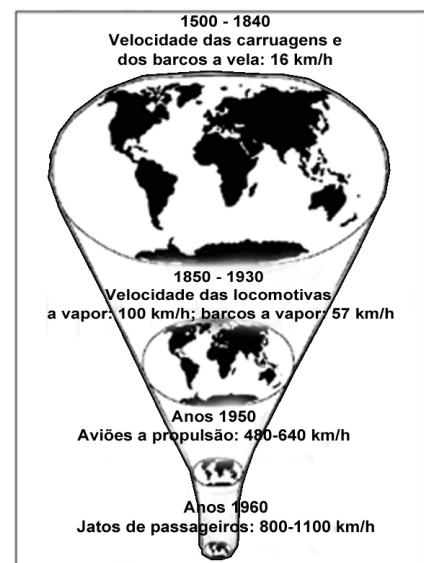 1500 - 1840
Velocidade das carruagens e
dos barcos a vela: 16 km/h
1850 - 1930
Velocidade das locomotivas
a vapor: 100 km/h; barcos a vapor: 57 km/h
Anos 1950
Aviões a propulsão: 480-640 km/h
Anos 1960
Jatos de passageiros: 800-1100 km/h